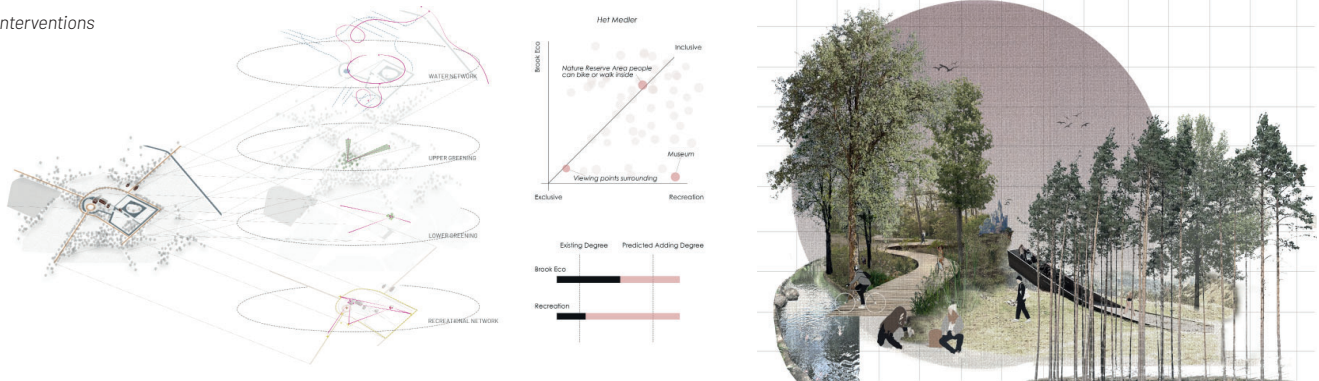 nterventions
WATER NETWORK
UPPER GREENING
LOWER GREENING
RECREATIONAL NETWORK
Het Medler
Brook Eco
Inclusive
Nature Reserve Area people
can bike or walk inside
Museum
Viewing points surrounding
Exclusive
Recreation
Existing Degree
Predicted Adding Degree
Brook Eco
Recreation